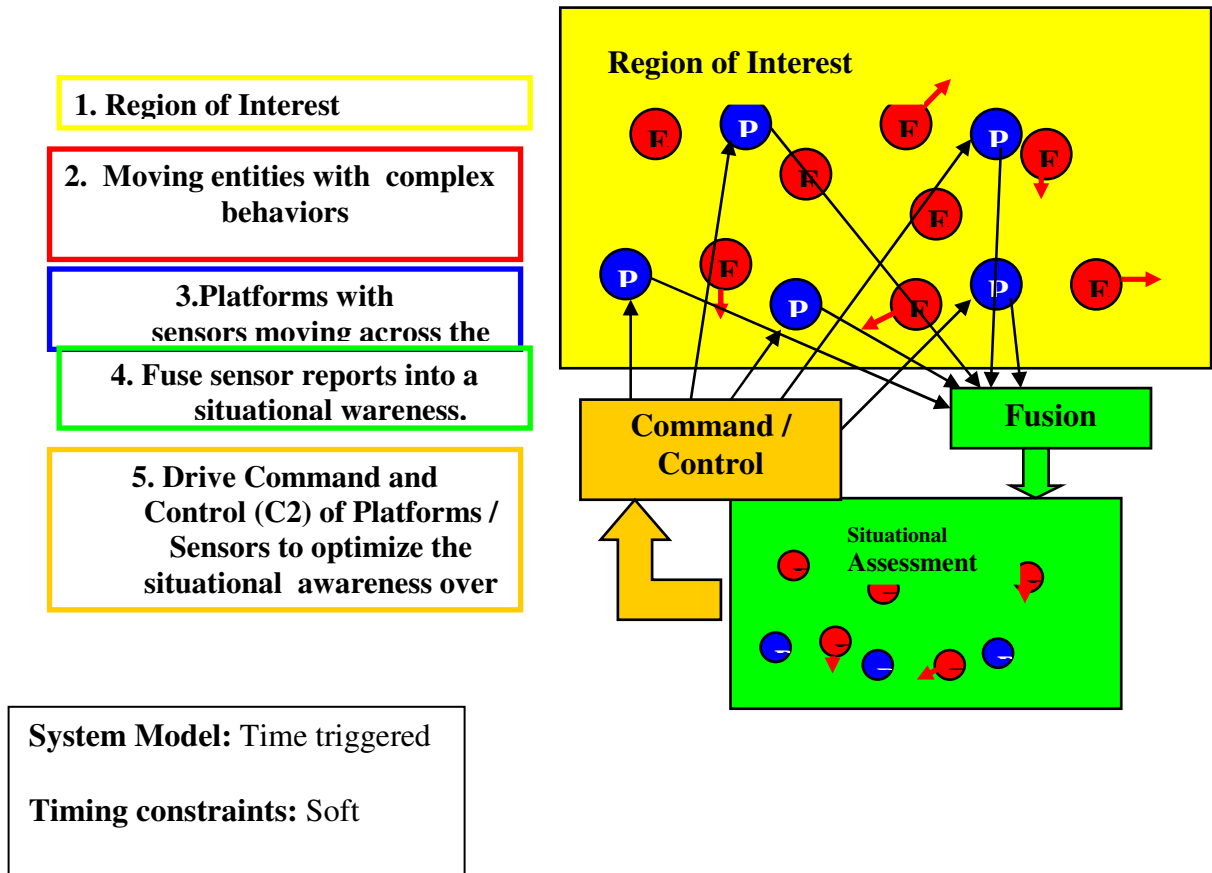 1. Region of Interest
2. Moving entities with complex
behaviors
3.Platforms with
sensors moving across the
4. Fuse sensor reports into a
situational wareness.
5. Drive Command and
Control (C2) of Platforms /
Sensors to optimize the
situational awareness over
System Model: Time triggered
Timing constraints: Soft
Region of Interest
E
P
E
P
E
E
E
P
E
P
E
P
E
Command /
Control
Fusion
Situational
Assessment